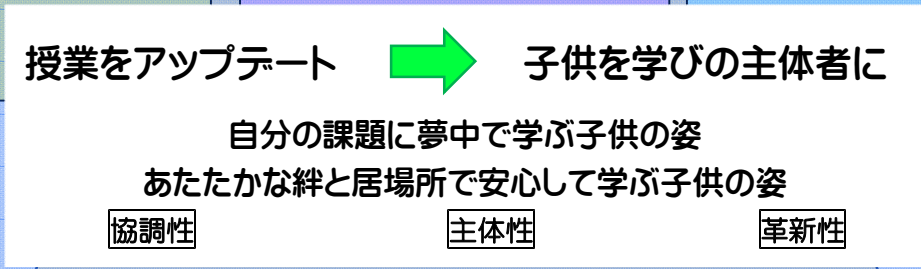 授業をアップデート 子供を学びの主体者に
自分の課題に夢中で学ぶ子供の姿
あたたかな絆と居場所で安心して学ぶ子供の姿
協調性 主体性 革新性